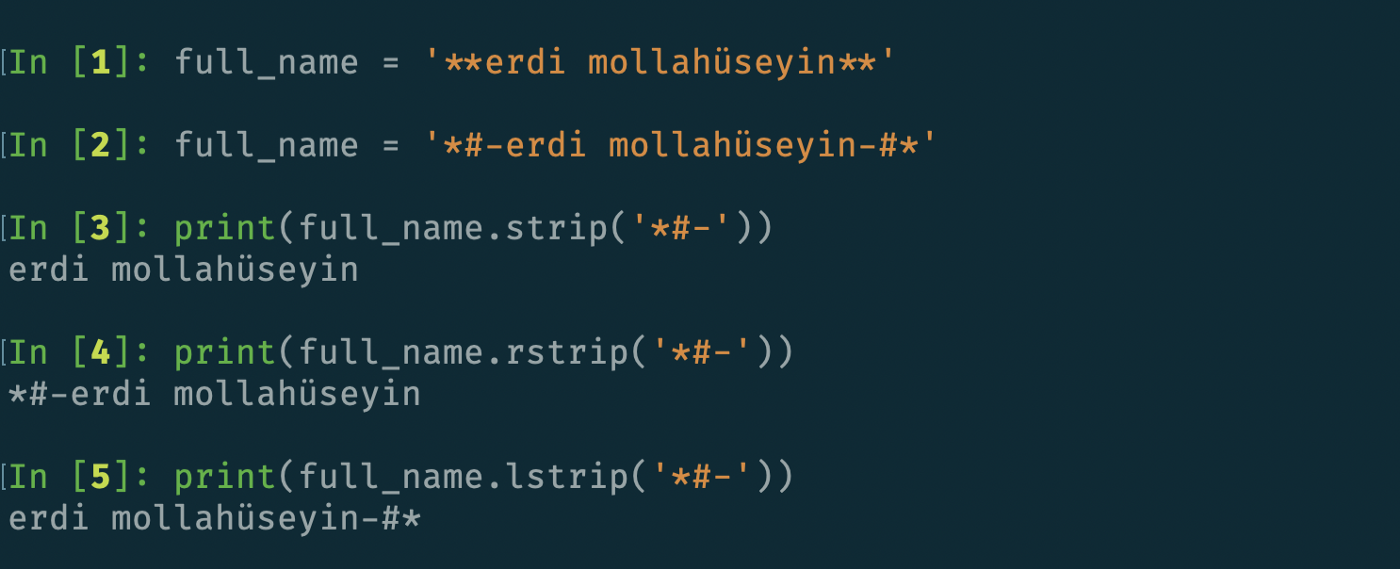 In [1]: full_name = '**erdi mollahüseyin**'
In [2]: full_name = '*#-erdi mollahüseyin-#*'
In [3]: print(full_name.strip('*#-'))
erdi mollahüseyin
In [4]: print(full_name.rstrip('*#-'))
*#-erdi mollahüseyin
In [5]: print(full_name.lstrip('*#-'))
erdi mollahüseyin-#*